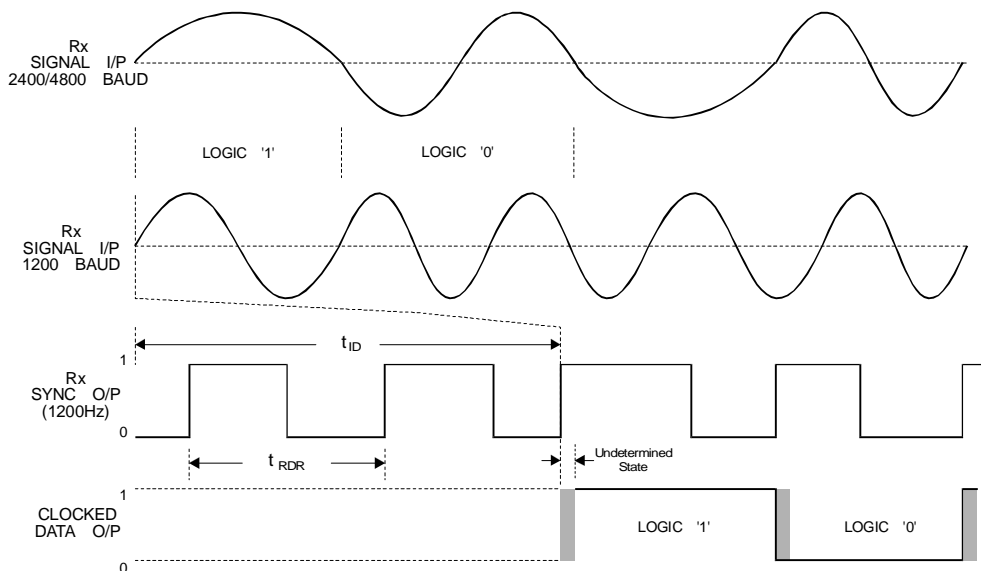 Rx
SIGNAL I/P
2400/4800 BAUD
LOGIC '1'
LOGIC '0'
Rx
SIGNAL I/P
1200 BAUD
t ID
1
Rx
SYNC O/P
(1200Hz)
0
t RDR
Undetermined
State
1
CLOCKED
DATA O/P
LOGIC '1'
LOGIC '0'
0